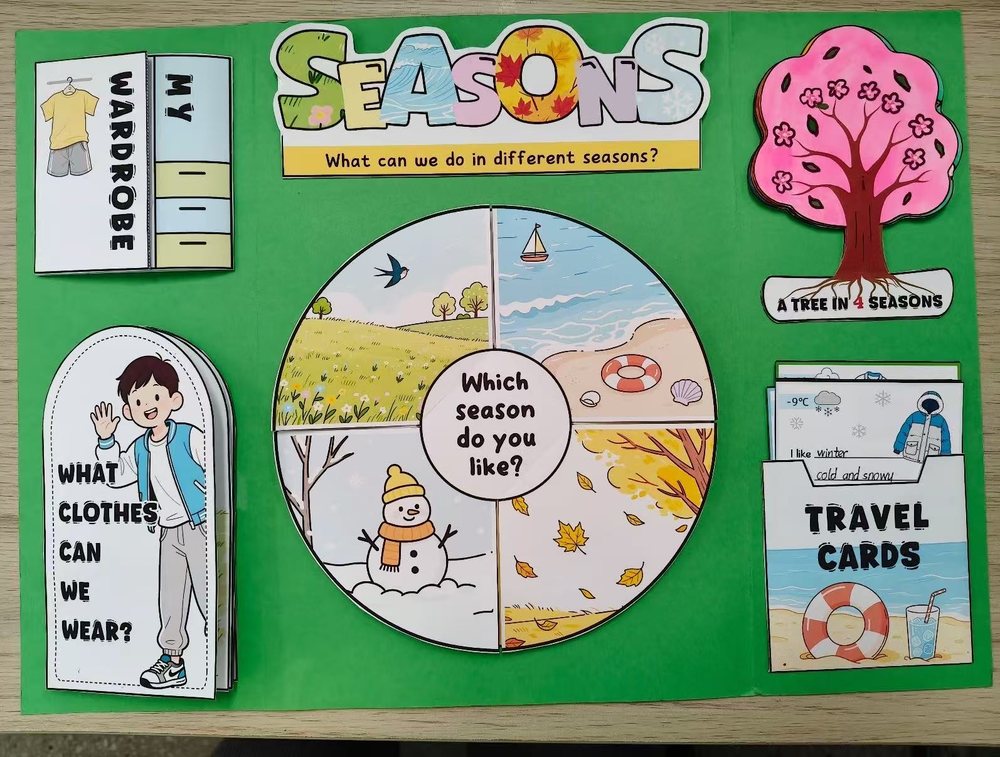 SEASONS
What can we do in different seasons?
MY
WARDROBE
A TREE IN 4 SEASONS
Which
season
do you
like?
WHAT
CLOTHES
CAN
WE
WEAR?
-9℃
I like winter
cold and snowy
TRAVEL
CARDS